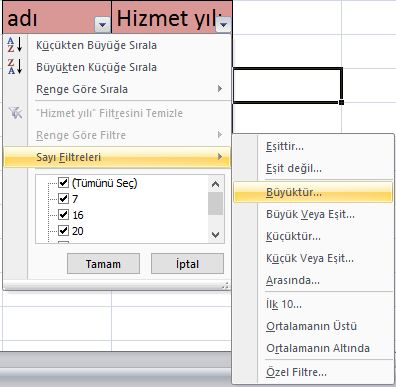 adı
Hizmet yılı
Küçükten Büyüğe Sırala
Büyükten Küçüğe Sırala
Renge Göre Sırala
"Hizmet yılı" Filtresini Temizle
Renge Göre Filtre
Sayı Filtreleri
(Tümünü Seç)
7
16
20
Tamam
İptal
Eşittir...
Eşit değil...
Büyüktür...
Büyük Veya Eşit...
Küçüktür...
Küçük Veya Eşit...
Arasında...
İlk 10...
Ortalamanın Üstü
Ortalamanın Altında
Özel Filtre...